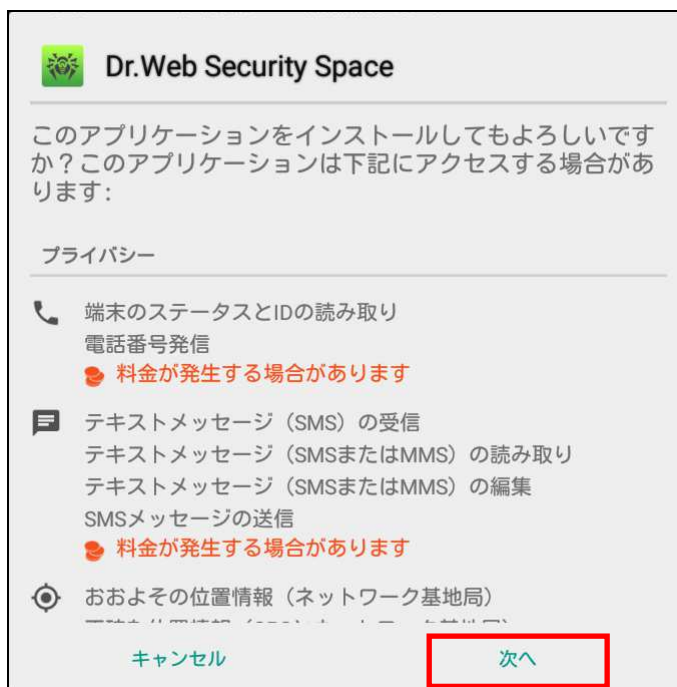 Dr.Web Security Space
このアプリケーションをインストールしてもよろしいです
か？このアプリケーションは下記にアクセスする場合があ
ります：
プライバシー
端末のステータスとIDの読み取り
電話番号発信
料金が発生する場合があります
テキストメッセージ（SMS）の受信
テキストメッセージ（SMSまたはMMS）の読み取り
テキストメッセージ（SMSまたはMMS）の編集
SMSメッセージの送信
料金が発生する場合があります
おおよその位置情報（ネットワーク基地局）
キャンセル
次へ